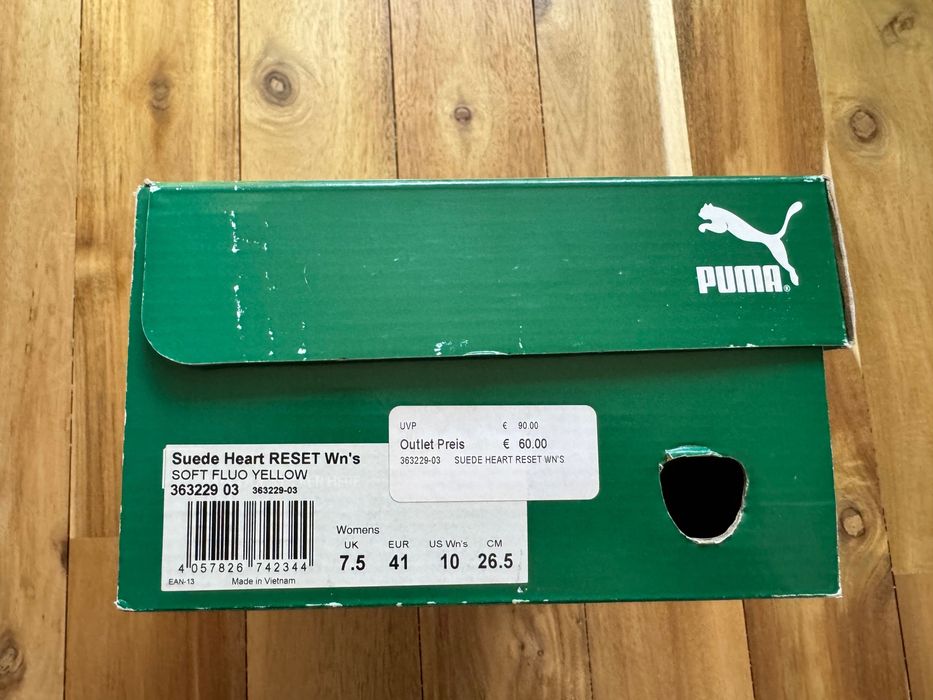 PUMA®
UVP € 90.00
Outlet Preis € 60.00
363229-03 SUEDE HEART RESET WN'S
Suede Heart RESET Wn's
SOFT FLUO YELLOW
363229 03 363229-03
4 057826 742344
EAN-13 Made in Vietnam
Womens
UK EUR US Wn's CM
7.5 41 10 26.5